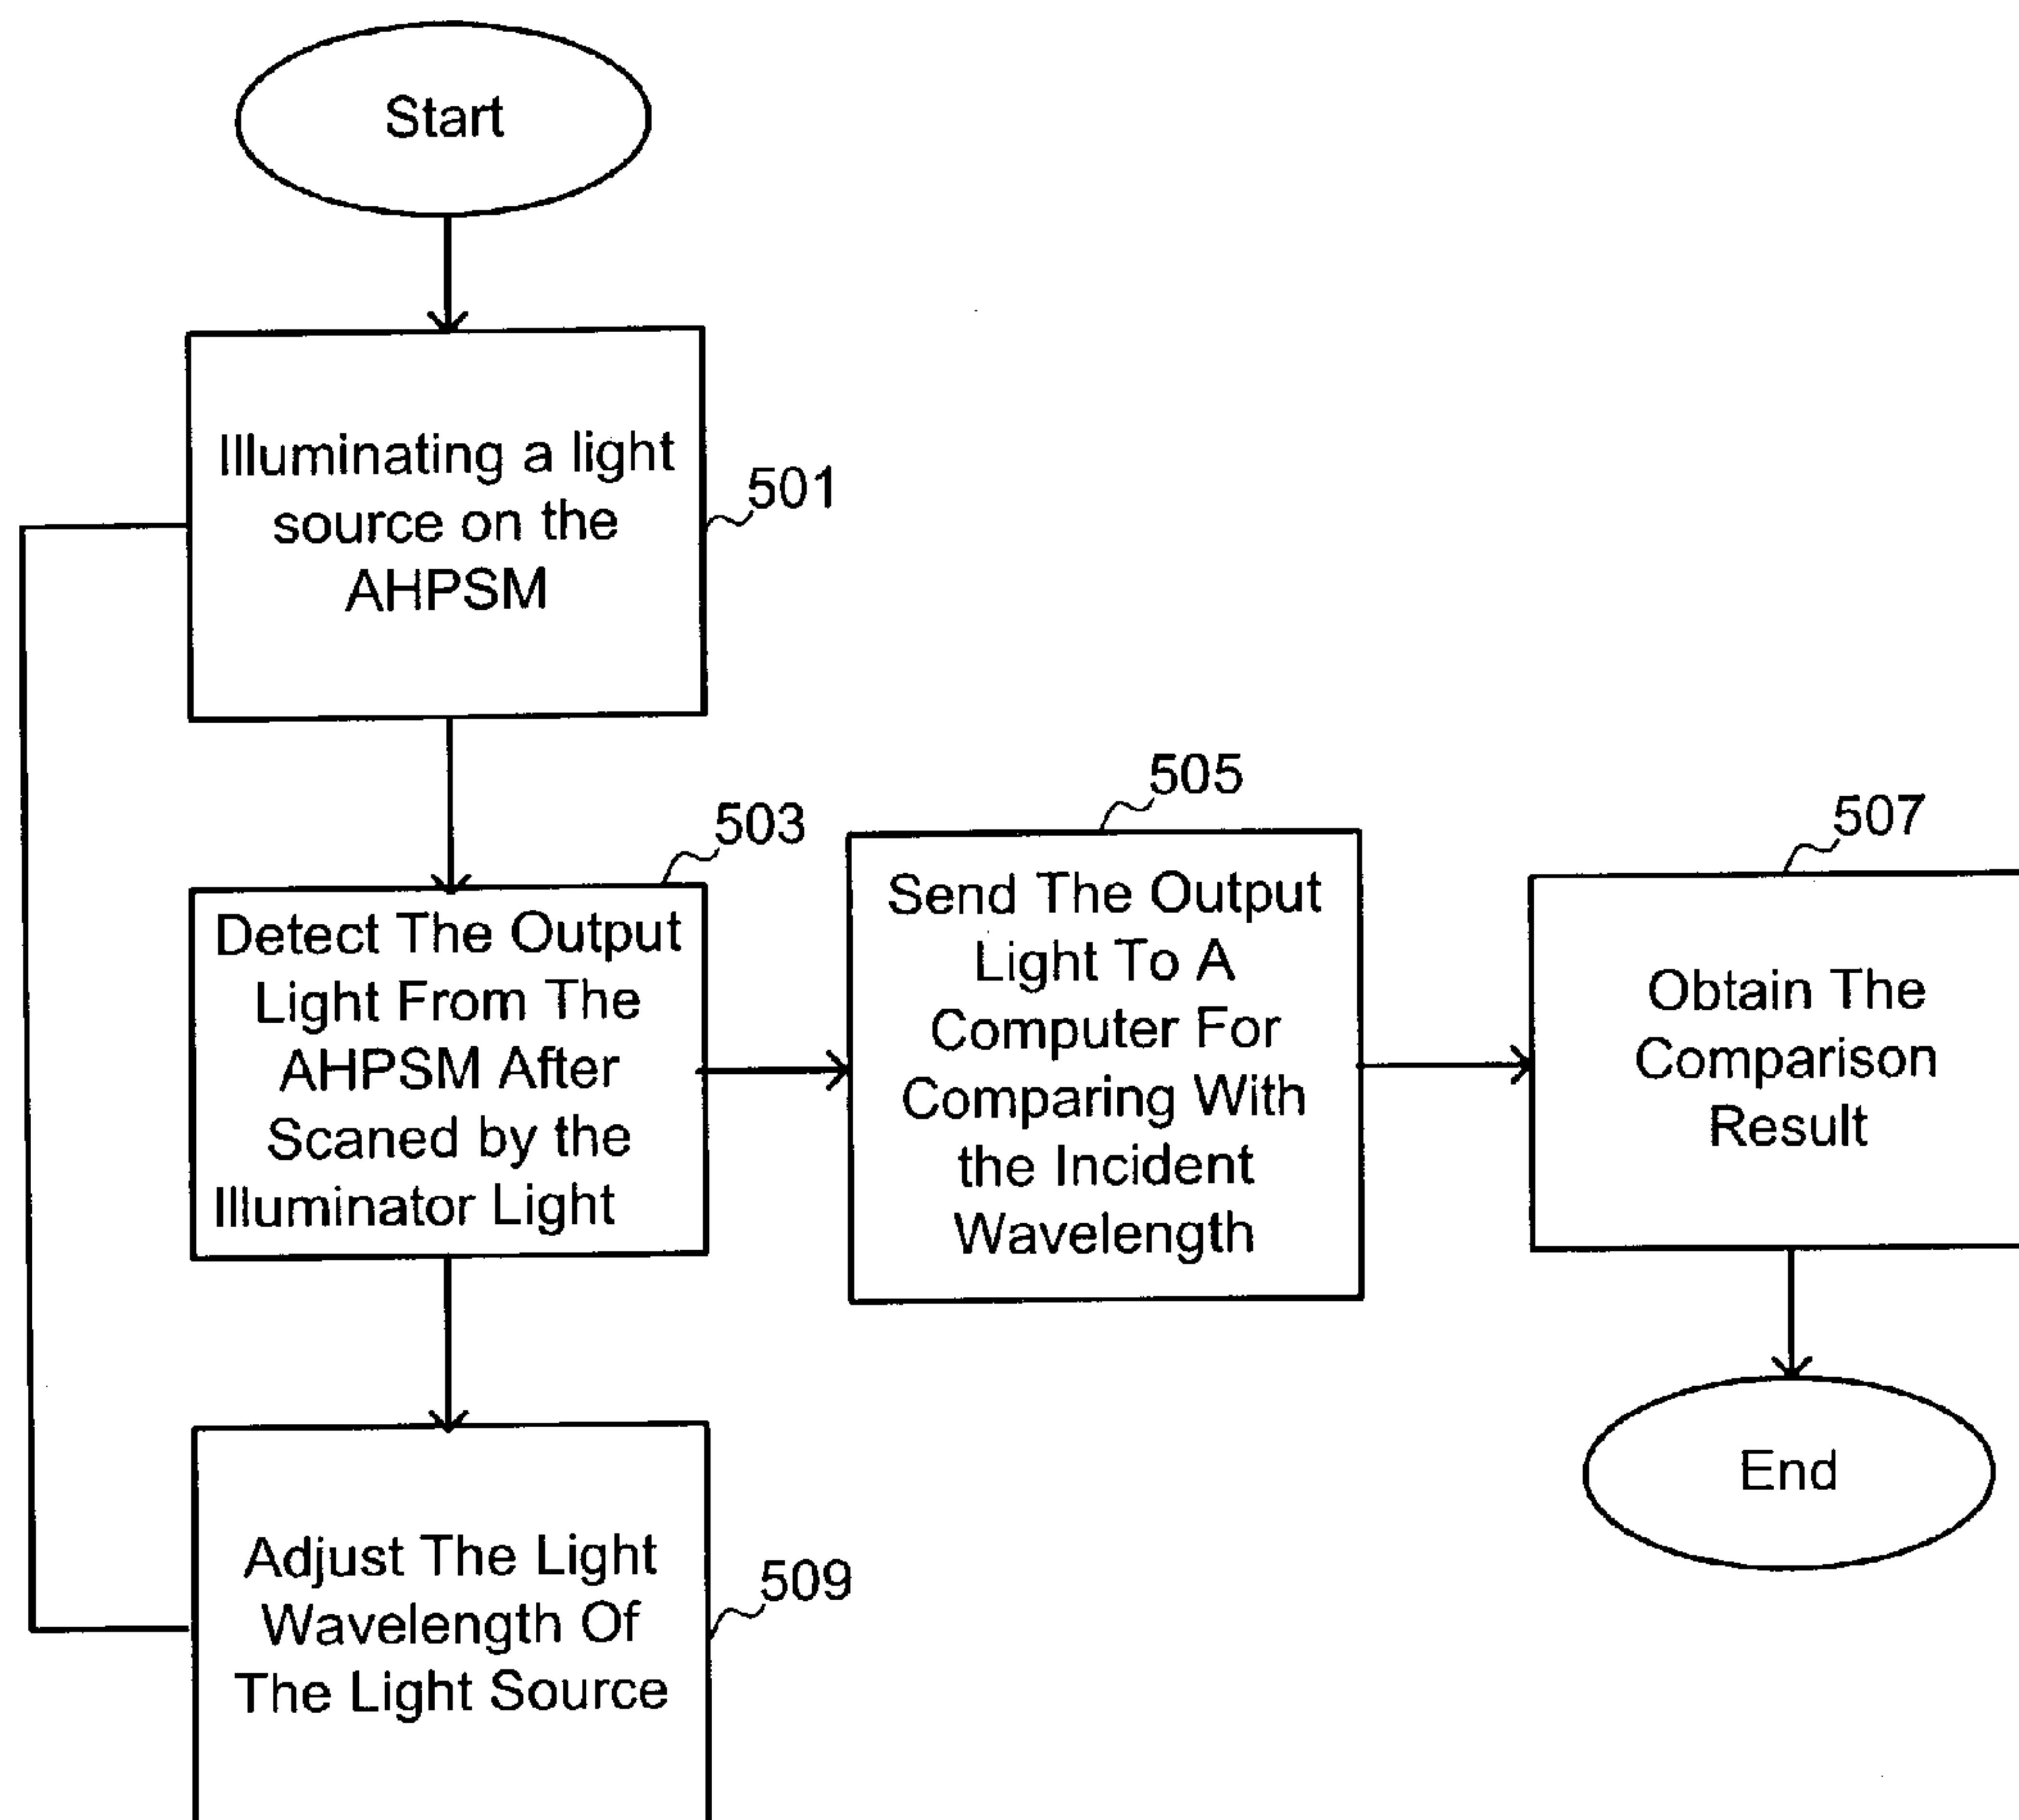 Start
Illuminating a light
source on the
AHPSM
501
503
Detect The Output
Light From The
AHPSM After
Scaned by the
Illuminator Light
505
Send The Output
Light To A
Computer For
Comparing With
the Incident
Wavelength
507
Obtain The
Comparison
Result
End
Adjust The Light
Wavelength Of
The Light Source
509